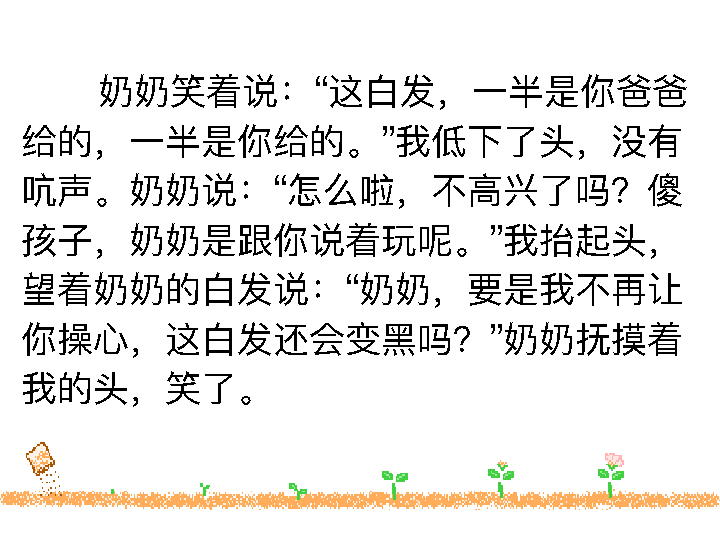 奶奶笑着说：“这白发，一半是你爸爸
给的，一半是你给的。”我低下了头，没有
吭声。奶奶说：“怎么啦，不高兴了吗？傻
孩子，奶奶是跟你说着玩呢。”我抬起头，
望着奶奶的白发说：“奶奶，要是我不再让
你操心，这白发还会变黑吗？”奶奶抚摸着
我的头，笑了。